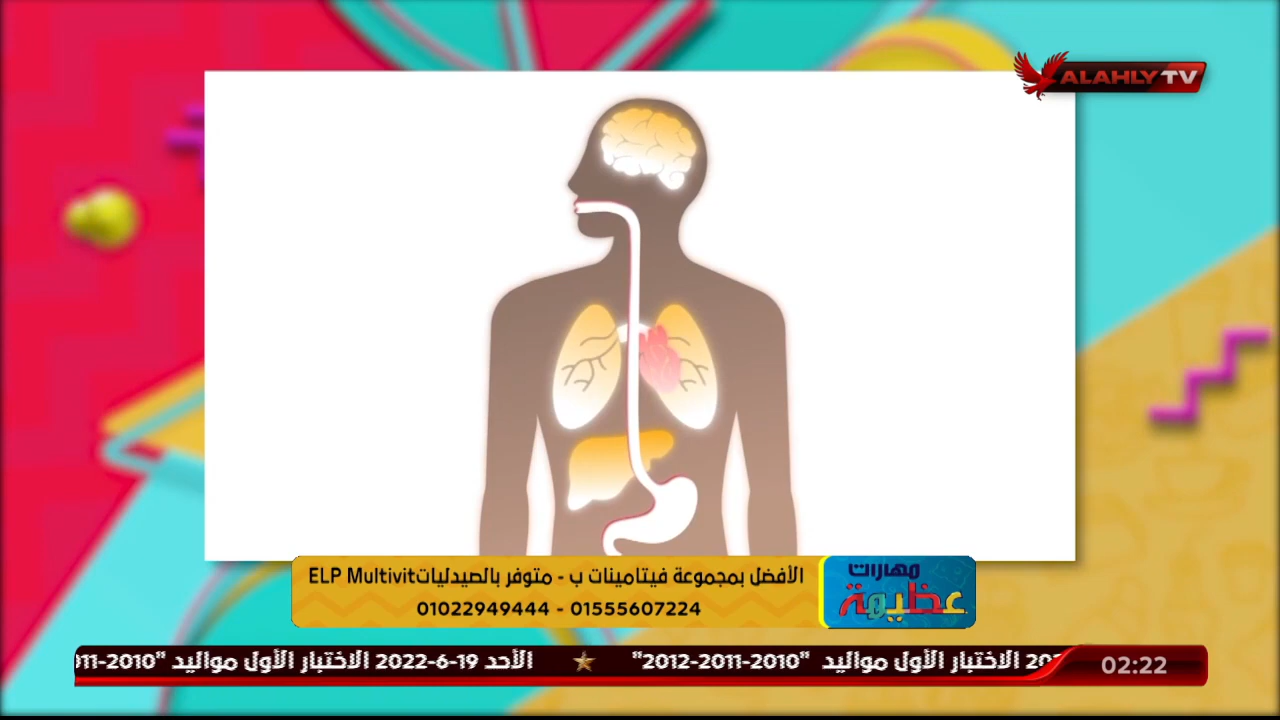 ALAHLY TV
الأفضل بمجموعة فيتامينات ب - متوفر بالصيدليات ELP Multivit
01022949444 - 01555607224
مهارات
عظيمة
الاختبار الأول مواليد "2010-2011-2012" ★ الأحد 19-6-2022 الاختبار الأول مواليد "2010-
02:22